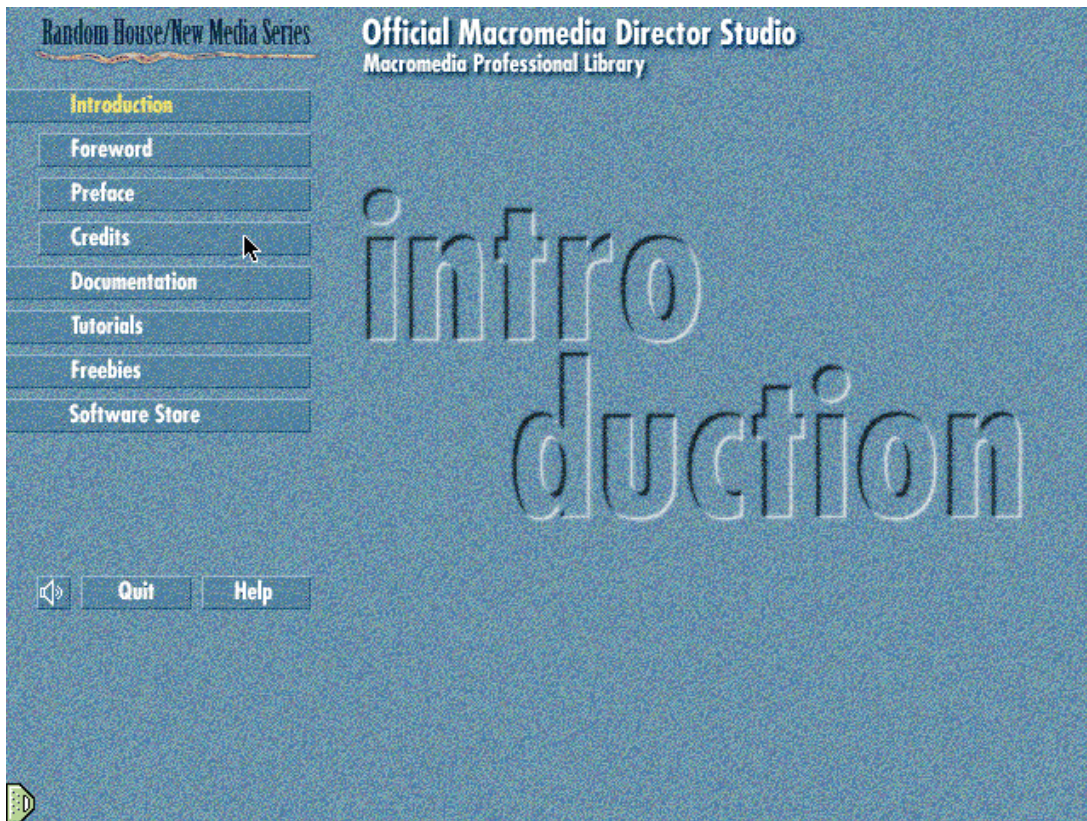 Random House/New Media Series
Official Macromedia Director Studio
Macromedia Professional Library
Introduction
Foreword
Preface
Credits
Documentation
Tutorials
Freebies
Software Store
Quit
Help
intro
duction